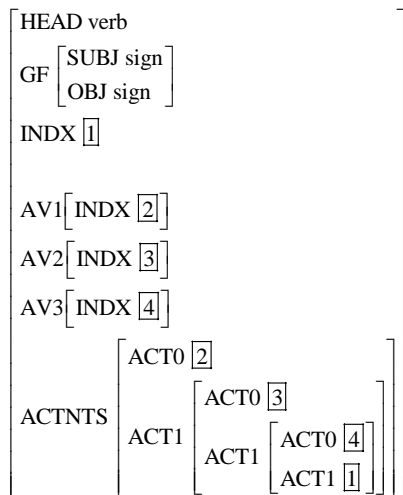 HEAD verb
GF [SUBJ sign
OBJ sign]
INDX 1
AV1[INDX 2]
AV2[INDX 3]
AV3[INDX 4]
ACTNTS [ACT0 2
ACT1 [ACT0 3
ACT1 [ACT0 4
ACT1 1]]]